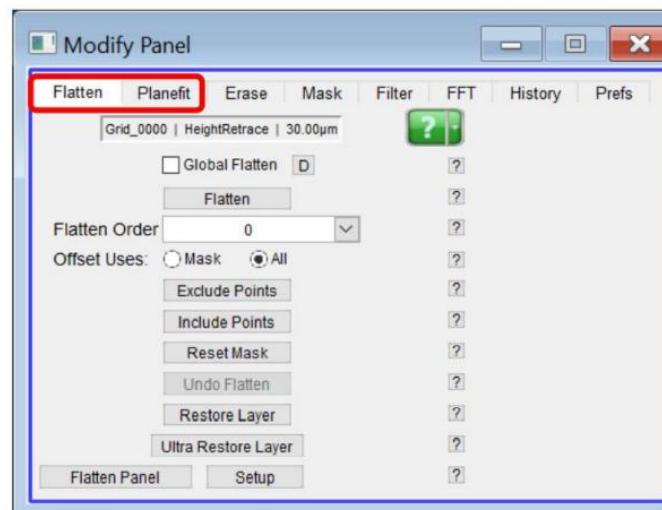 Modify Panel
Flatten Planefit Erase Mask Filter FFT History Prefs
Grid_0000 | HeightRetrace | 30.00µm ?
Global Flatten D ?
Flatten ?
Flatten Order 0 ?
Offset Uses: Mask All ?
Exclude Points ?
Include Points ?
Reset Mask ?
Undo Flatten ?
Restore Layer ?
Ultra Restore Layer ?
Flatten Panel Setup ?